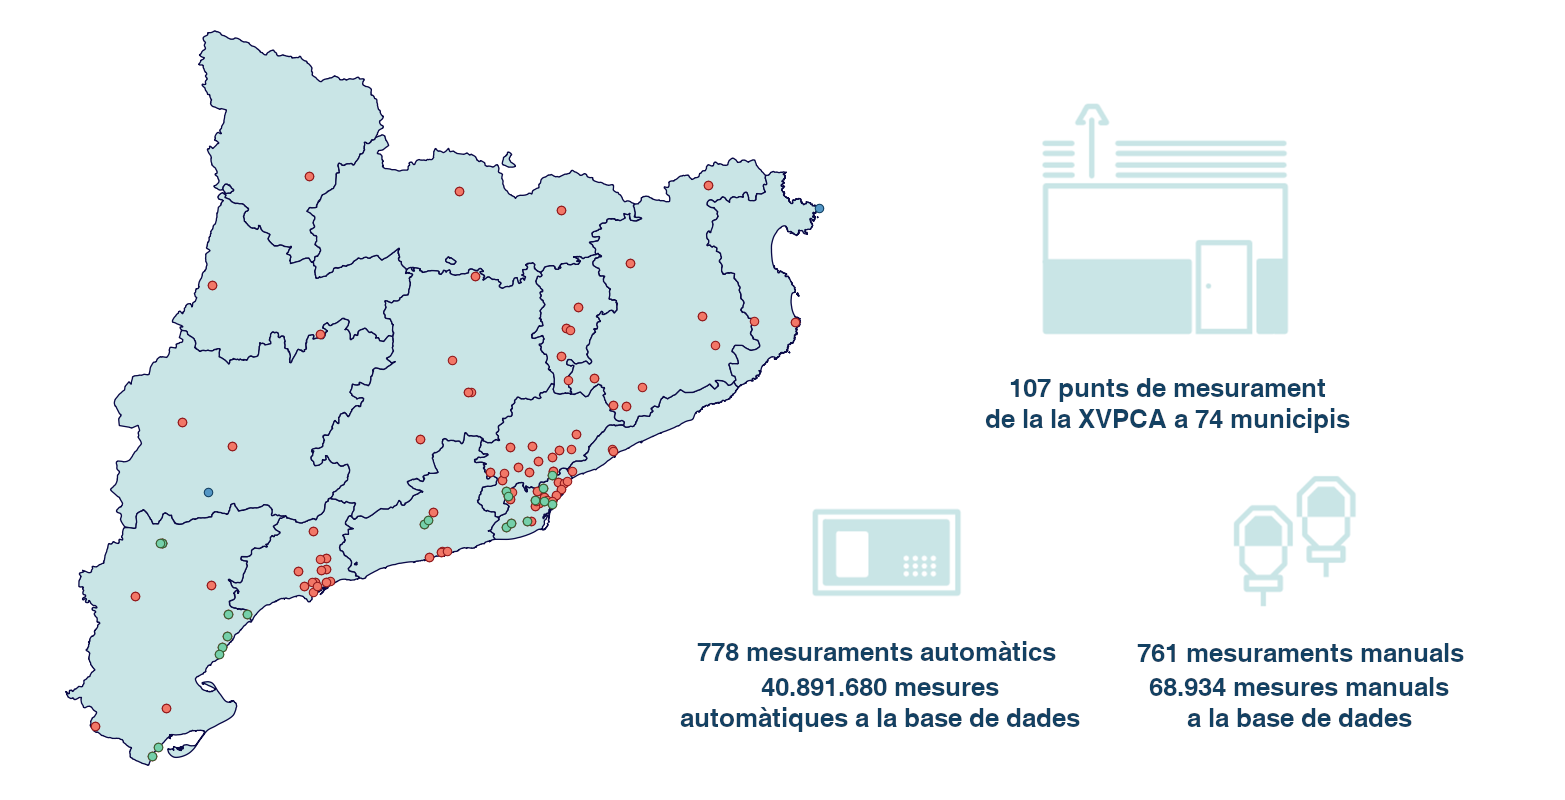 107 punts de mesurament
de la la XVPCA a 74 municipis
778 mesuraments automàtics
40.891.680 mesures
automàtiques a la base de dades
761 mesuraments manuals
68.934 mesures manuals
a la base de dades